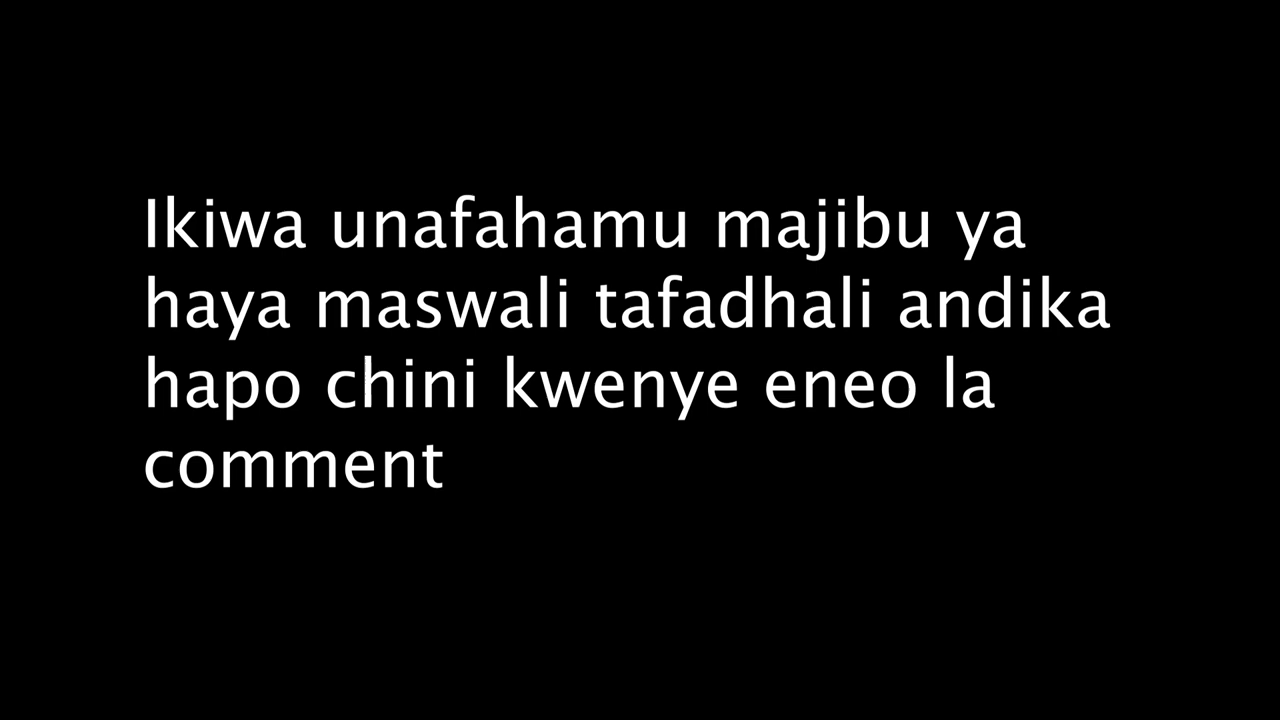 Ikiwa unafahamu majibu ya
haya maswali tafadhali andika
hapo chini kwenye eneo la
comment